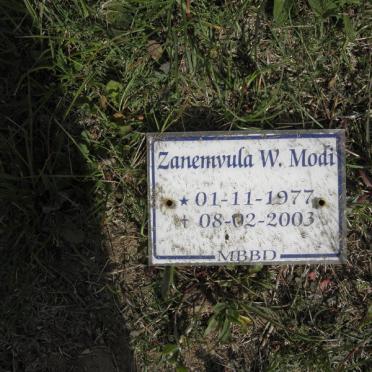 Zanemvula W. Modi
★ 01-11-1977
† 08-02-2003
MBBD